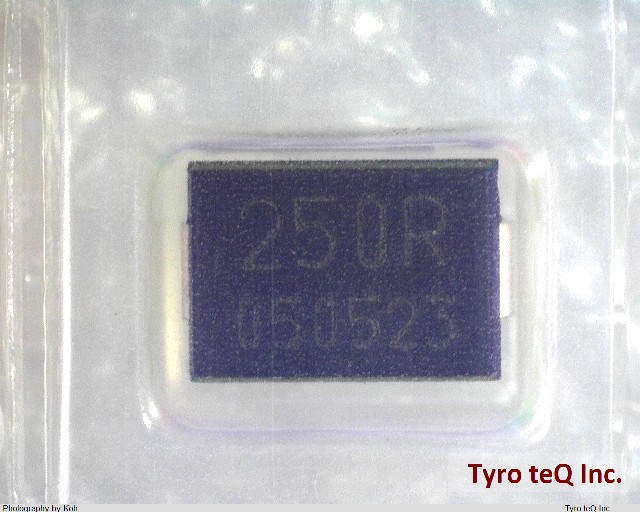 250R
050523
Tyro teQ Inc.
Photography by Koh
Tyro teQ Inc